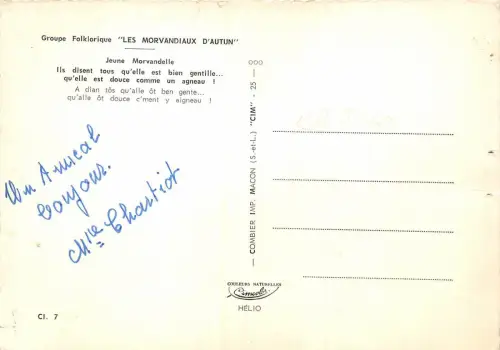 Groupe Folklorique "LES MORVANDIAUX D'AUTUN"
Jeune Morvandelle
Ils disent tous qu'elle est bien gentille...
qu'elle est douce comme un agneau !
A dian tôs qu'alle ôt ben gente...
qu'alle ôt douce c'ment y aigneau !
Un Amical
bonjour.
Mme Chastiot
Cl. 7
— COMBIER IMP. MACON (S.-et-L.) "CIM" - 25 —
COULEURS NATURELLES
HÉLIO